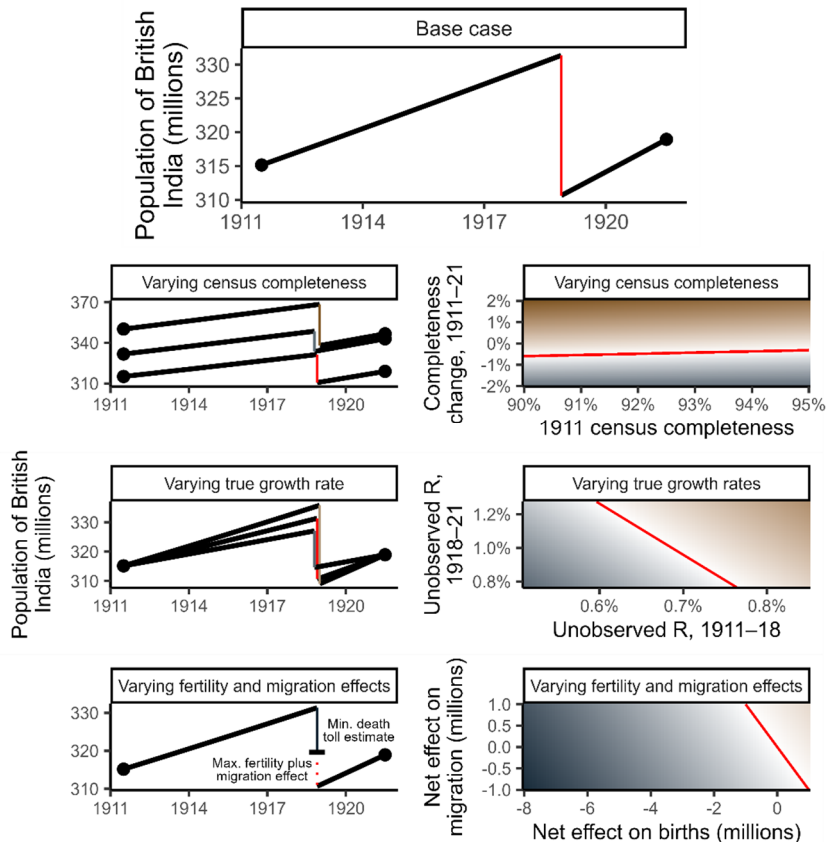 Base case
Population of British
India (millions)
330
325
320
315
310
1911
1914
1917
1920
Varying census completeness
370
340
310
1911
1914
1917
1920
Varying census completeness
Completeness
change, 1911–21
2%
1%
0%
-1%
-2%
90%
91%
92%
93%
94%
95%
1911 census completeness
Population of British
India (millions)
Varying true growth rate
330
320
310
1911
1914
1917
1920
Varying true growth rates
Unobserved R,
1918–21
1.2%
1.0%
0.8%
0.6%
0.7%
0.8%
Unobserved R, 1911–18
Varying fertility and migration effects
330
320
310
Min. death
toll estimate
Max. fertility plus
migration effect
1911
1914
1917
1920
Varying fertility and migration effects
Net effect on
migration (millions)
1.0
0.5
0.0
-0.5
-1.0
-8
-6
-4
-2
0
Net effect on births (millions)